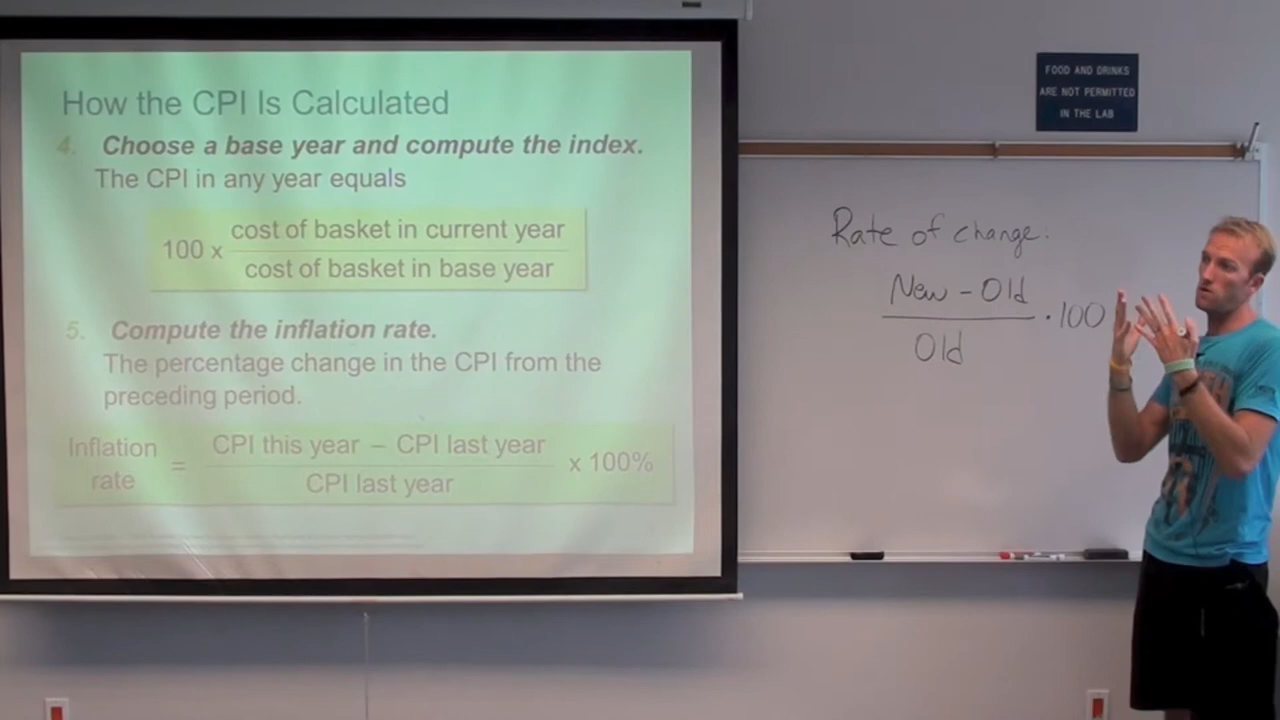 How the CPI Is Calculated
4. Choose a base year and compute the index.
The CPI in any year equals
100 x
cost of basket in current year
cost of basket in base year
5. Compute the inflation rate.
The percentage change in the CPI from the
preceding period.
Inflation
rate
=
CPI this year – CPI last year
CPI last year
x 100%
FOOD AND DRINKS
ARE NOT PERMITTED
IN THE LAB
Rate of change:
New - Old
Old
· 100